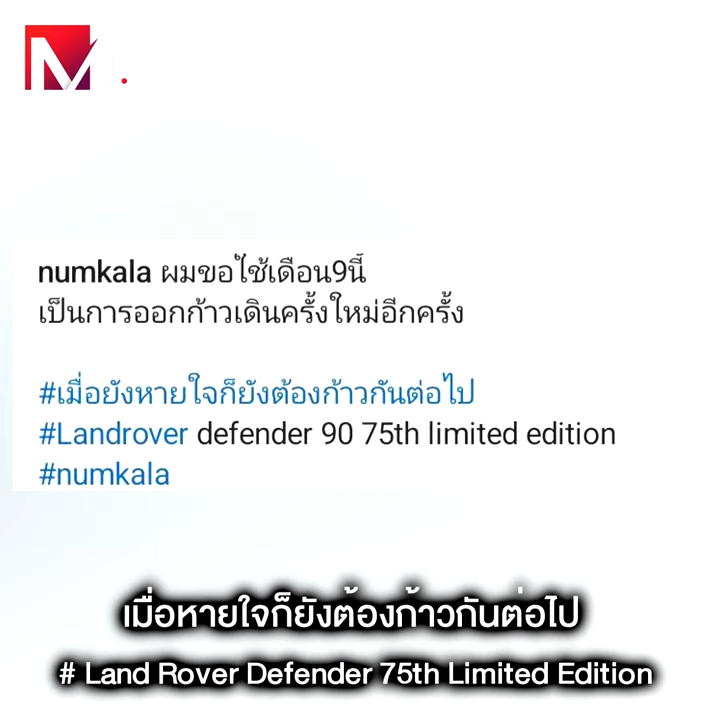 M
numkala ผมขอใช้เดือน9นี้
เป็นการออกก้าวเดินครั้งใหม่อีกครั้ง
#เมื่อยังหายใจก็ยังต้องก้าวกันต่อไป
#Landrover defender 90 75th limited edition
#numkala
เมื่อหายใจก็ยังต้องก้าวกันต่อไป
# Land Rover Defender 75th Limited Edition